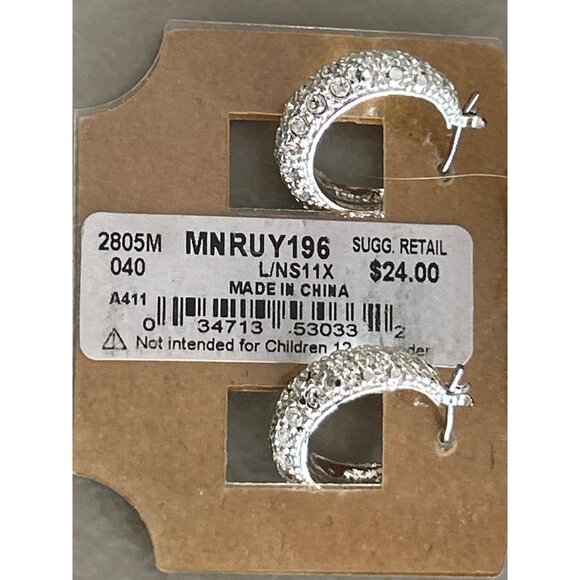 2805M MNRUY196 SUGG. RETAIL
040 L/NS11X $24.00
MADE IN CHINA
A411
0 34713 53033 2
⚠ Not intended for Children 12